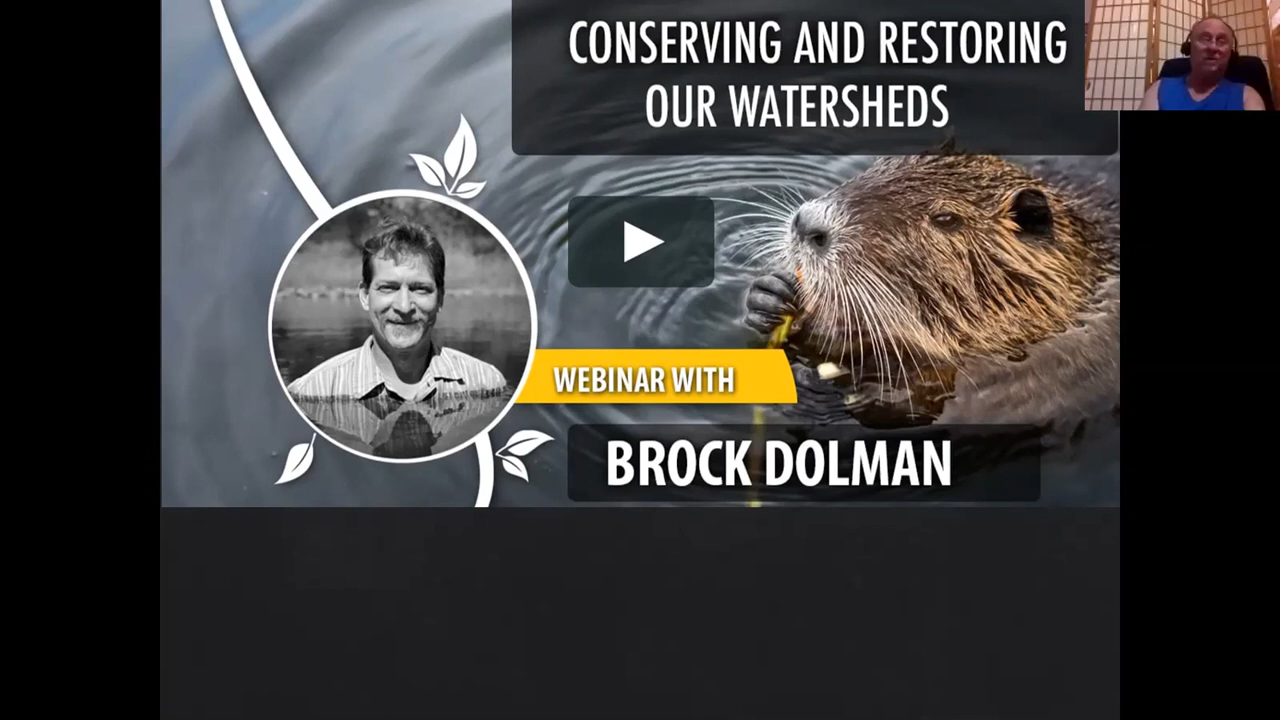 CONSERVING AND RESTORING
OUR WATERSHEDS
WEBINAR WITH
BROCK DOLMAN